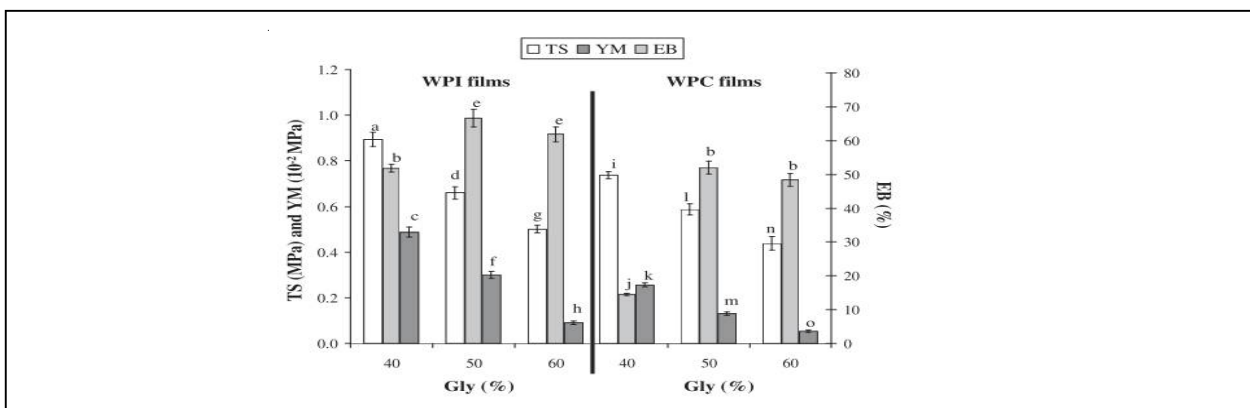 TS YM EB
WPI films WPC films
TS (MPa) and YM (10⁻² MPa)
1.2
1.0
0.8
0.6
0.4
0.2
0.0
a
b
c
d
e
f
g
e
h
i
j
k
l
b
m
n
b
o
80
70
60
50
40
30
20
10
0
EB (%)
40 50 60 40 50 60
Gly (%) Gly (%)